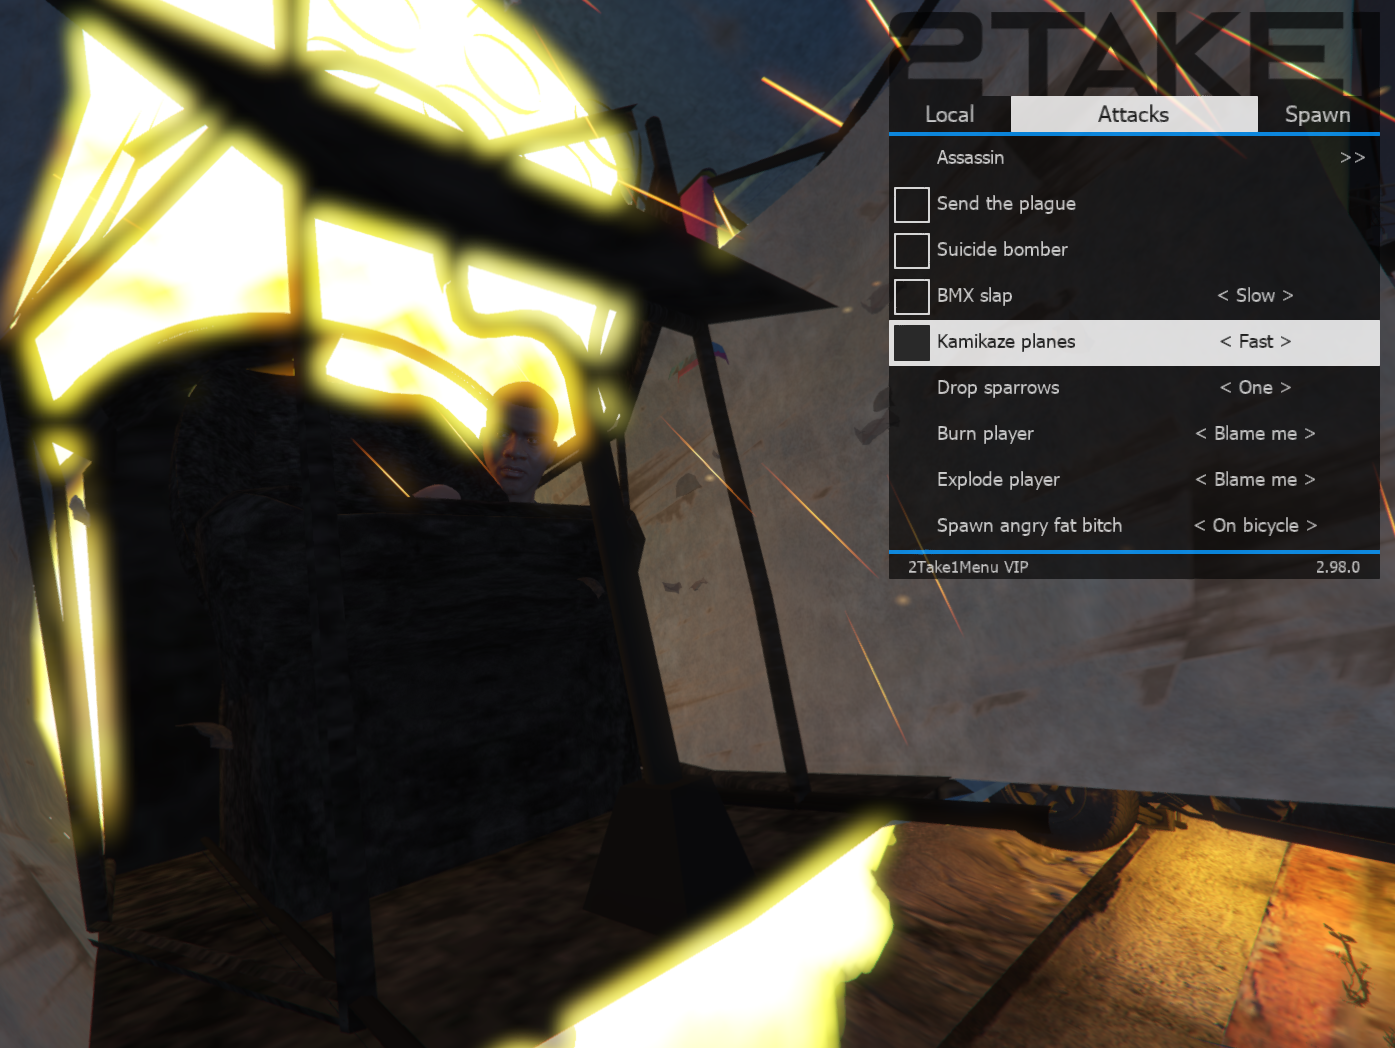 2TAKE1
Local Attacks Spawn
Assassin >>
Send the plague
Suicide bomber
BMX slap < Slow >
Kamikaze planes < Fast >
Drop sparrows < One >
Burn player < Blame me >
Explode player < Blame me >
Spawn angry fat bitch < On bicycle >
2Take1Menu VIP 2.98.0